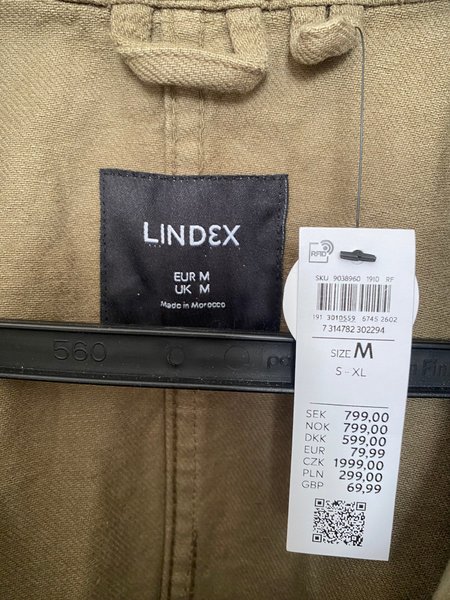 LINDEX
EUR M
UK M
Made in Morocco
560
RFID
SKU 9038960 1910 RF
191 3010559 6745 2602
7 314782 302294
SIZE M
S - XL
SEK 799,00
NOK 799,00
DKK 599,00
EUR 79,99
CZK 1999,00
PLN 299,00
GBP 69,99